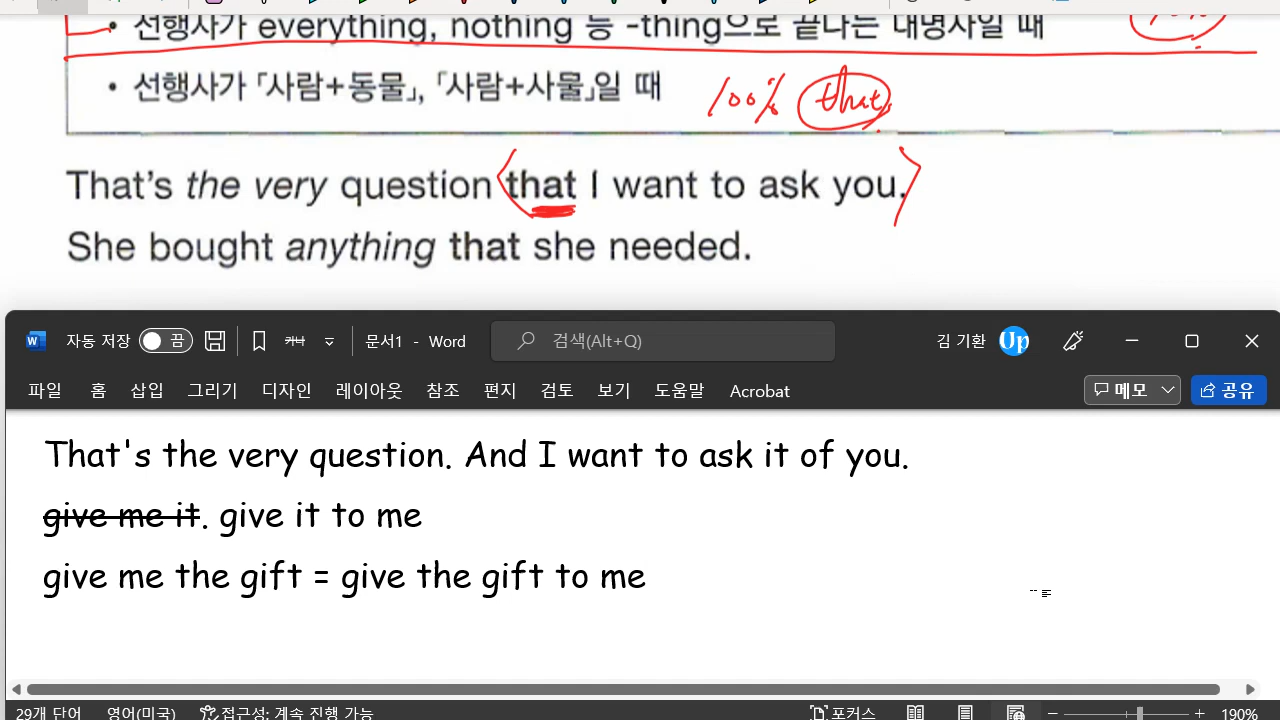 • 선행사가 everything, nothing 등 -thing으로 끝나는 대명사일 때
• 선행사가 「사람+동물」, 「사람+사물」일 때 100% that
That's the very question that I want to ask you.
She bought anything that she needed.
자동 저장 끔 가나 문서1 - Word 검색(Alt+Q) 김 기환 Up
파일 홈 삽입 그리기 디자인 레이아웃 참조 편지 검토 보기 도움말 Acrobat 메모 공유
That's the very question. And I want to ask it of you.
give me it. give it to me
give me the gift = give the gift to me
29개 단어 영어(미국) 접근성: 계속 진행 가능 포커스 190%